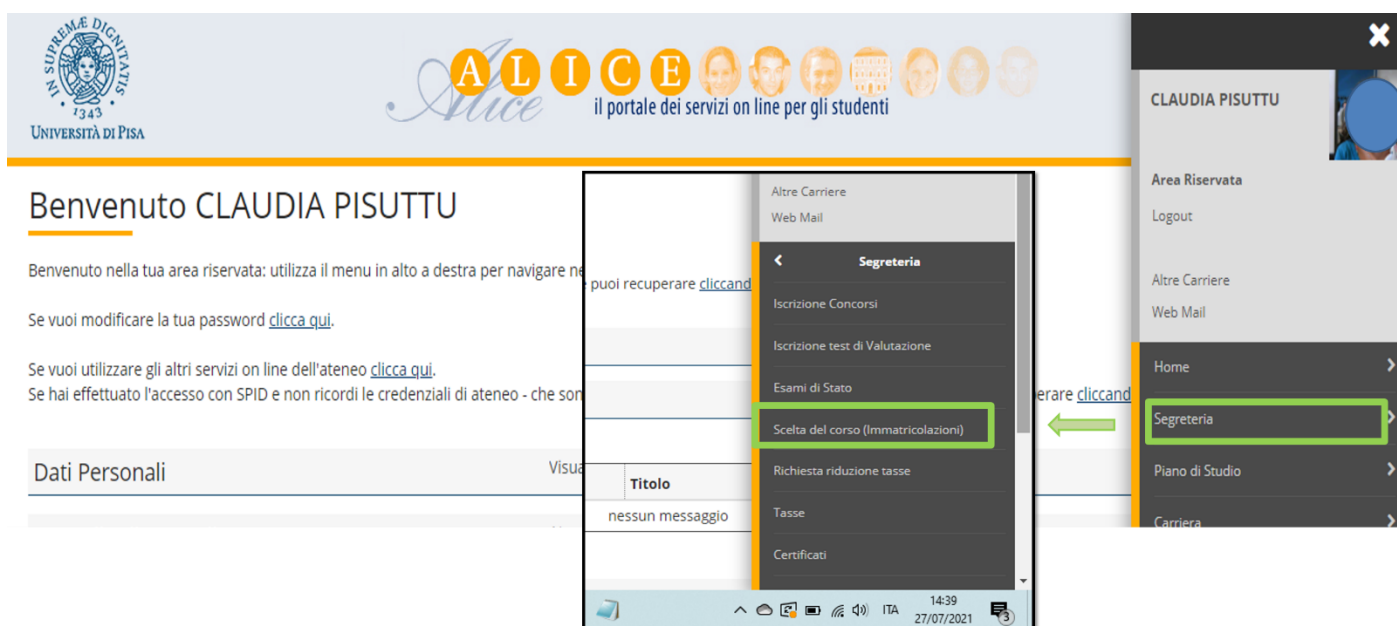 IN SUPREMÆ DIGNITATIS
1343
UNIVERSITÀ DI PISA
ALICE
Alice
il portale dei servizi on line per gli studenti
CLAUDIA PISUTTU
Area Riservata
Logout
Altre Carriere
Web Mail
Home
Segreteria
Piano di Studio
Carriera
Benvenuto CLAUDIA PISUTTU
Benvenuto nella tua area riservata: utilizza il menu in alto a destra per navigare
Se vuoi modificare la tua password clicca qui.
Se vuoi utilizzare gli altri servizi on line dell'ateneo clicca qui.
Se hai effettuato l'accesso con SPID e non ricordi le credenziali di ateneo - che son
erare cliccand
Dati Personali
Visua
puoi recuperare cliccand
Titolo
nessun messaggio
Altre Carriere
Web Mail
Segreteria
Iscrizione Concorsi
Iscrizione test di Valutazione
Esami di Stato
Scelta del corso (Immatricolazioni)
Richiesta riduzione tasse
Tasse
Certificati
ITA
14:39
27/07/2021
3